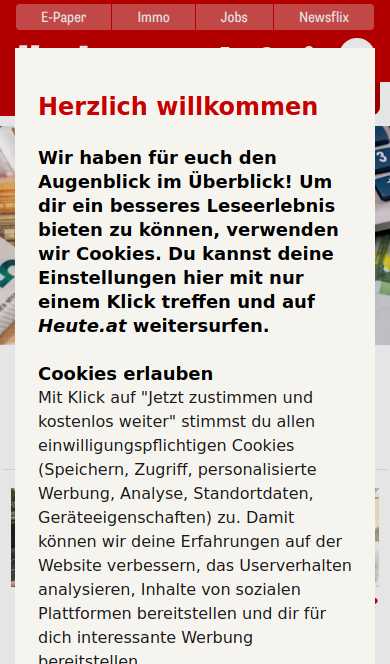 E-Paper
Immo
Jobs
Newsflix
Herzlich willkommen
Wir haben für euch den
Augenblick im Überblick! Um
dir ein besseres Leseerlebnis
bieten zu können, verwenden
wir Cookies. Du kannst deine
Einstellungen hier mit nur
einem Klick treffen und auf
Heute.at weitersurfen.
Cookies erlauben
Mit Klick auf "Jetzt zustimmen und
kostenlos weiter" stimmst du allen
einwilligungspflichtigen Cookies
(Speichern, Zugriff, personalisierte
Werbung, Analyse, Standortdaten,
Geräteeigenschaften) zu. Damit
können wir deine Erfahrungen auf der
Website verbessern, das Userverhalten
analysieren, Inhalte von sozialen
Plattformen bereitstellen und dir für
dich interessante Werbung
bereitstellen